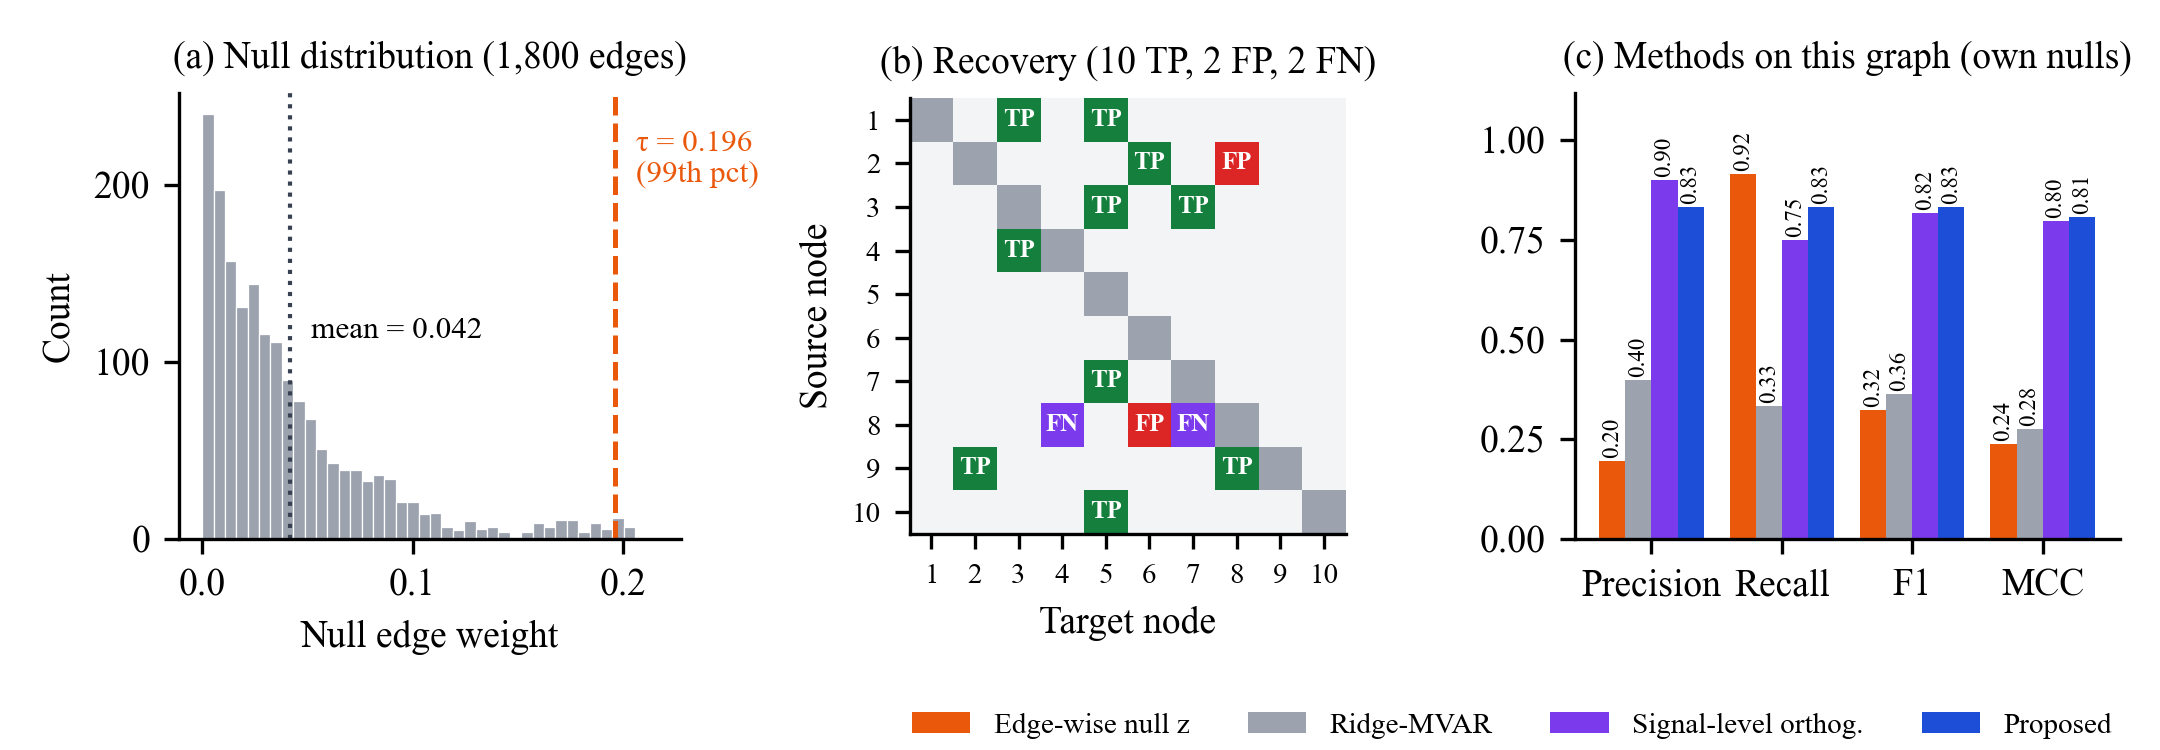 (a) Null distribution (1,800 edges)
200
100
0
Count
τ = 0.196
(99th pct)
mean = 0.042
0.0
0.1
0.2
Null edge weight
(b) Recovery (10 TP, 2 FP, 2 FN)
Source node
1 TP TP
2 TP FP
3 TP TP
4 TP
5
6
7 TP
8 FN FP FN
9 TP TP
10 TP
1 2 3 4 5 6 7 8 9 10
Target node
(c) Methods on this graph (own nulls)
1.00
0.75
0.50
0.25
0.00
0.20 0.40 0.90 0.83
0.92 0.33 0.75 0.83
0.32 0.36 0.82 0.83
0.24 0.28 0.80 0.81
Precision Recall F1 MCC
Edge-wise null z Ridge-MVAR Signal-level orthog. Proposed